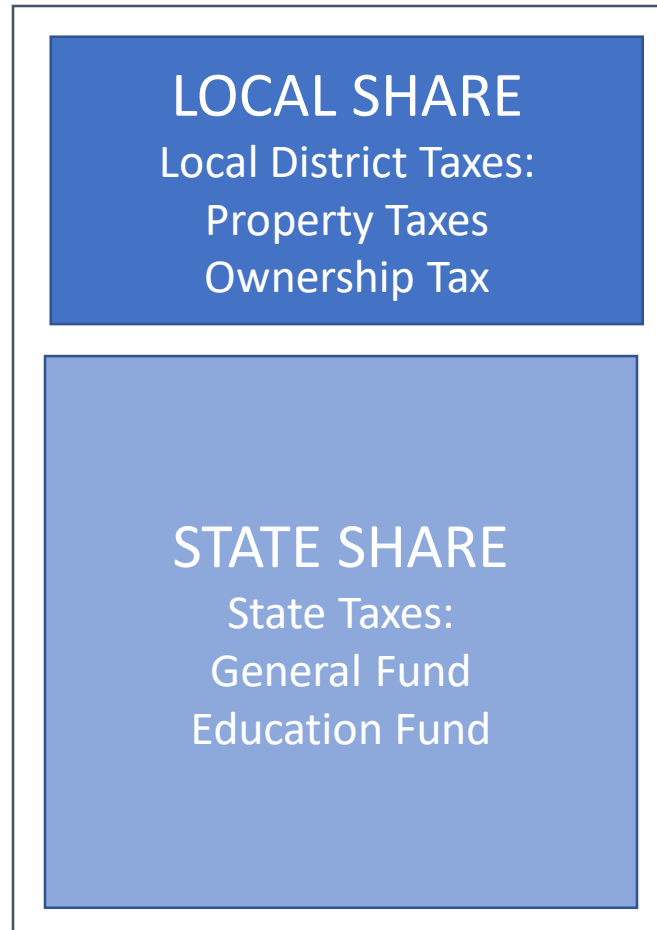 LOCAL SHARE
Local District Taxes:
Property Taxes
Ownership Tax
STATE SHARE
State Taxes:
General Fund
Education Fund